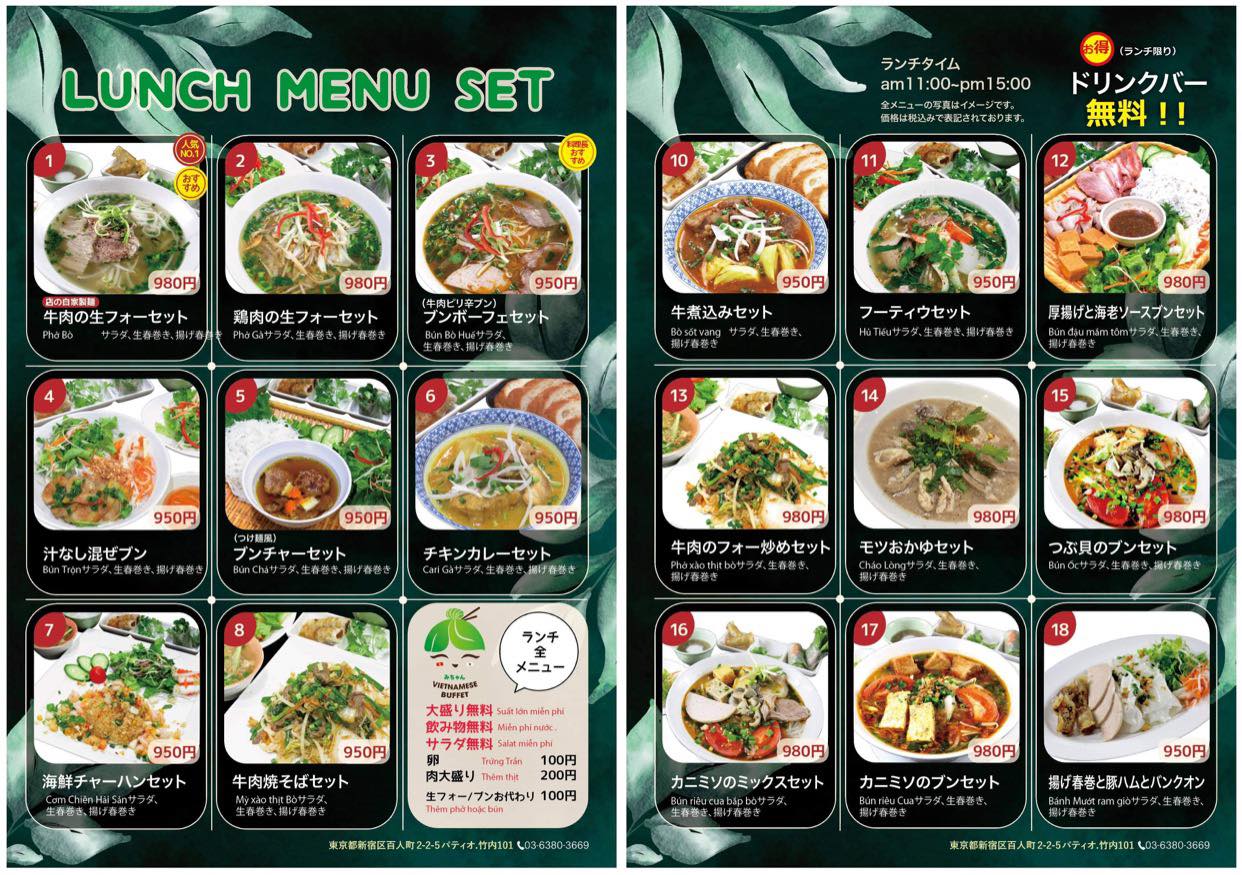 LUNCH MENU SET
1
人気
NO.1
おす
すめ
980円
店の自家製麺
牛肉の生フォーセット
Phở Bò サラダ、生春巻き、揚げ春巻き
2
980円
鶏肉の生フォーセット
Phở Gàサラダ、生春巻き、揚げ春巻き
3
料理長
おす
すめ
950円
(牛肉ピリ辛ブン)
ブンボーフェセット
Bún Bò Huếサラダ、
生春巻き、揚げ春巻き
4
950円
汁なし混ぜブン
Bún Trộnサラダ、生春巻き、揚げ春巻き
5
950円
(つけ麺風)
ブンチャーセット
Bún Chảサラダ、生春巻き、揚げ春巻き
6
950円
チキンカレーセット
Cari Gàサラダ、生春巻き、揚げ春巻き
7
950円
海鮮チャーハンセット
Cơm Chiên Hải Sảnサラダ、
生春巻き、揚げ春巻き
8
950円
牛肉焼そばセット
Mỳ xào thịt Bòサラダ、
生春巻き、揚げ春巻き
みちゃん
VIETNAMESE
BUFFET
ランチ
全
メニュー
大盛り無料 Suất lớn miễn phí
飲み物無料 Miễn phí nước .
サラダ無料 Salat miễn phí
卵 Trứng Trần 100円
肉大盛り Thêm thịt 200円
生フォー/ブンお代わり 100円
Thêm phở hoặc bún
東京都新宿区百人町2-2-5パティオ.竹内101 03-6380-3669
ランチタイム
am11:00~pm15:00
全メニューの写真はイメージです。
価格は税込みで表記されております。
お得 (ランチ限り)
ドリンクバー
無料!!
10
950円
牛煮込みセット
Bò sốt vang サラダ、生春巻き、
揚げ春巻き
11
950円
フーティウセット
Hủ Tiếuサラダ、生春巻き、揚げ春巻き
12
980円
厚揚げと海老ソースブンセット
Bún đậu mắm tômサラダ、生春巻き、
揚げ春巻き
13
980円
牛肉のフォー炒めセット
Phở xào thịt bòサラダ、生春巻き、
揚げ春巻き
14
980円
モツおかゆセット
Cháo Lòngサラダ、生春巻き、
揚げ春巻き
15
980円
つぶ貝のブンセット
Bún Ốcサラダ、生春巻き、揚げ春巻き
16
980円
カニミソのミックスセット
Bún riêu cua bắp bòサラダ、
生春巻き、揚げ春巻き
17
980円
カニミソのブンセット
Bún riêu Cuaサラダ、生春巻き、
揚げ春巻き
18
950円
揚げ春巻と豚ハムとバンクオン
Bánh Mướt ram giòサラダ、生春巻き、
揚げ春巻き
東京都新宿区百人町2-2-5パティオ.竹内101 03-6380-3669